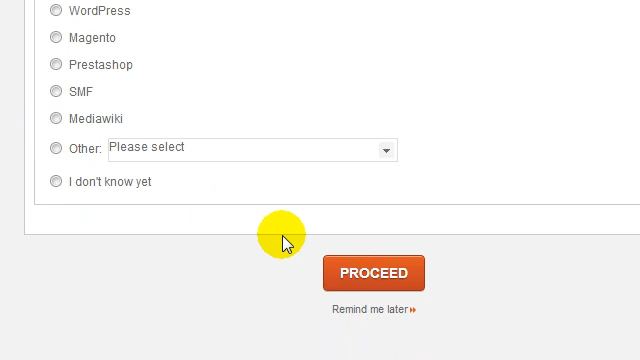 WordPress
Magento
Prestashop
SMF
Mediawiki
Other: Please select
I don't know yet
PROCEED
Remind me later